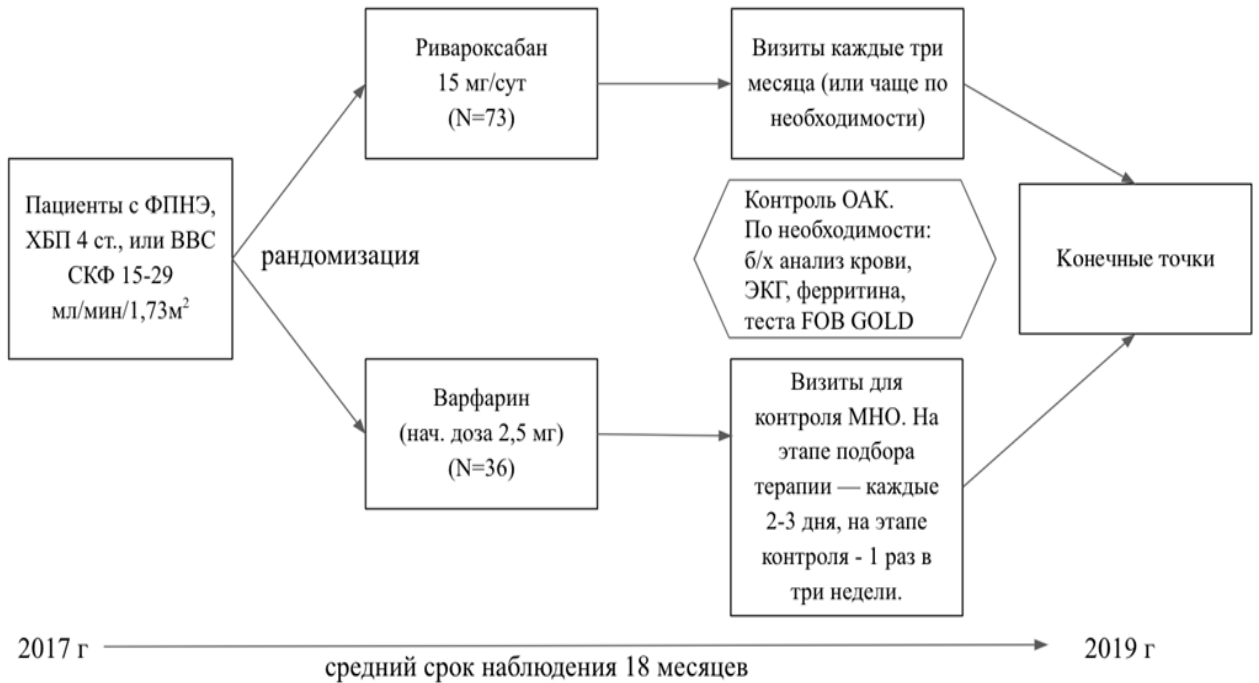 Пациенты с ФПНЭ,
ХБП 4 ст., или ВВС
СКФ 15-29
мл/мин/1,73м²
рандомизация
Ривароксабан
15 мг/сут
(N=73)
Варфарин
(нач. доза 2,5 мг)
(N=36)
Визиты каждые три
месяца (или чаще по
необходимости)
Контроль ОАК.
По необходимости:
б/х анализ крови,
ЭКГ, ферритина,
теста FOB GOLD
Визиты для
контроля МНО. На
этапе подбора
терапии — каждые
2-3 дня, на этапе
контроля - 1 раз в
три недели.
Конечные точки
2017 г
средний срок наблюдения 18 месяцев
2019 г